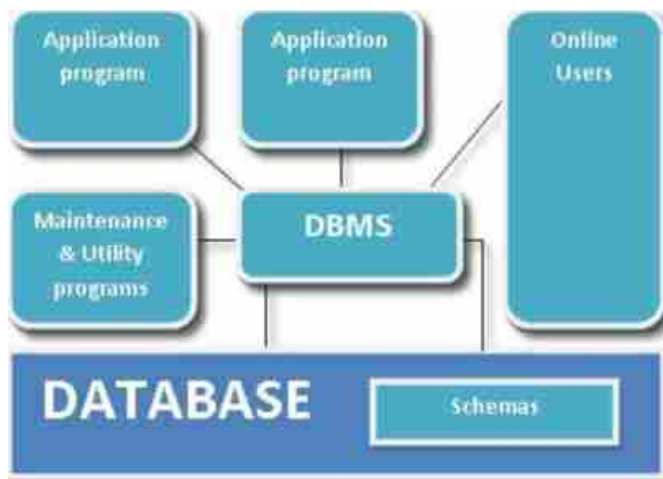 Application
program
Application
program
Online
Users
Maintenance
& Utility
programs
DBMS
DATABASE
Schemas